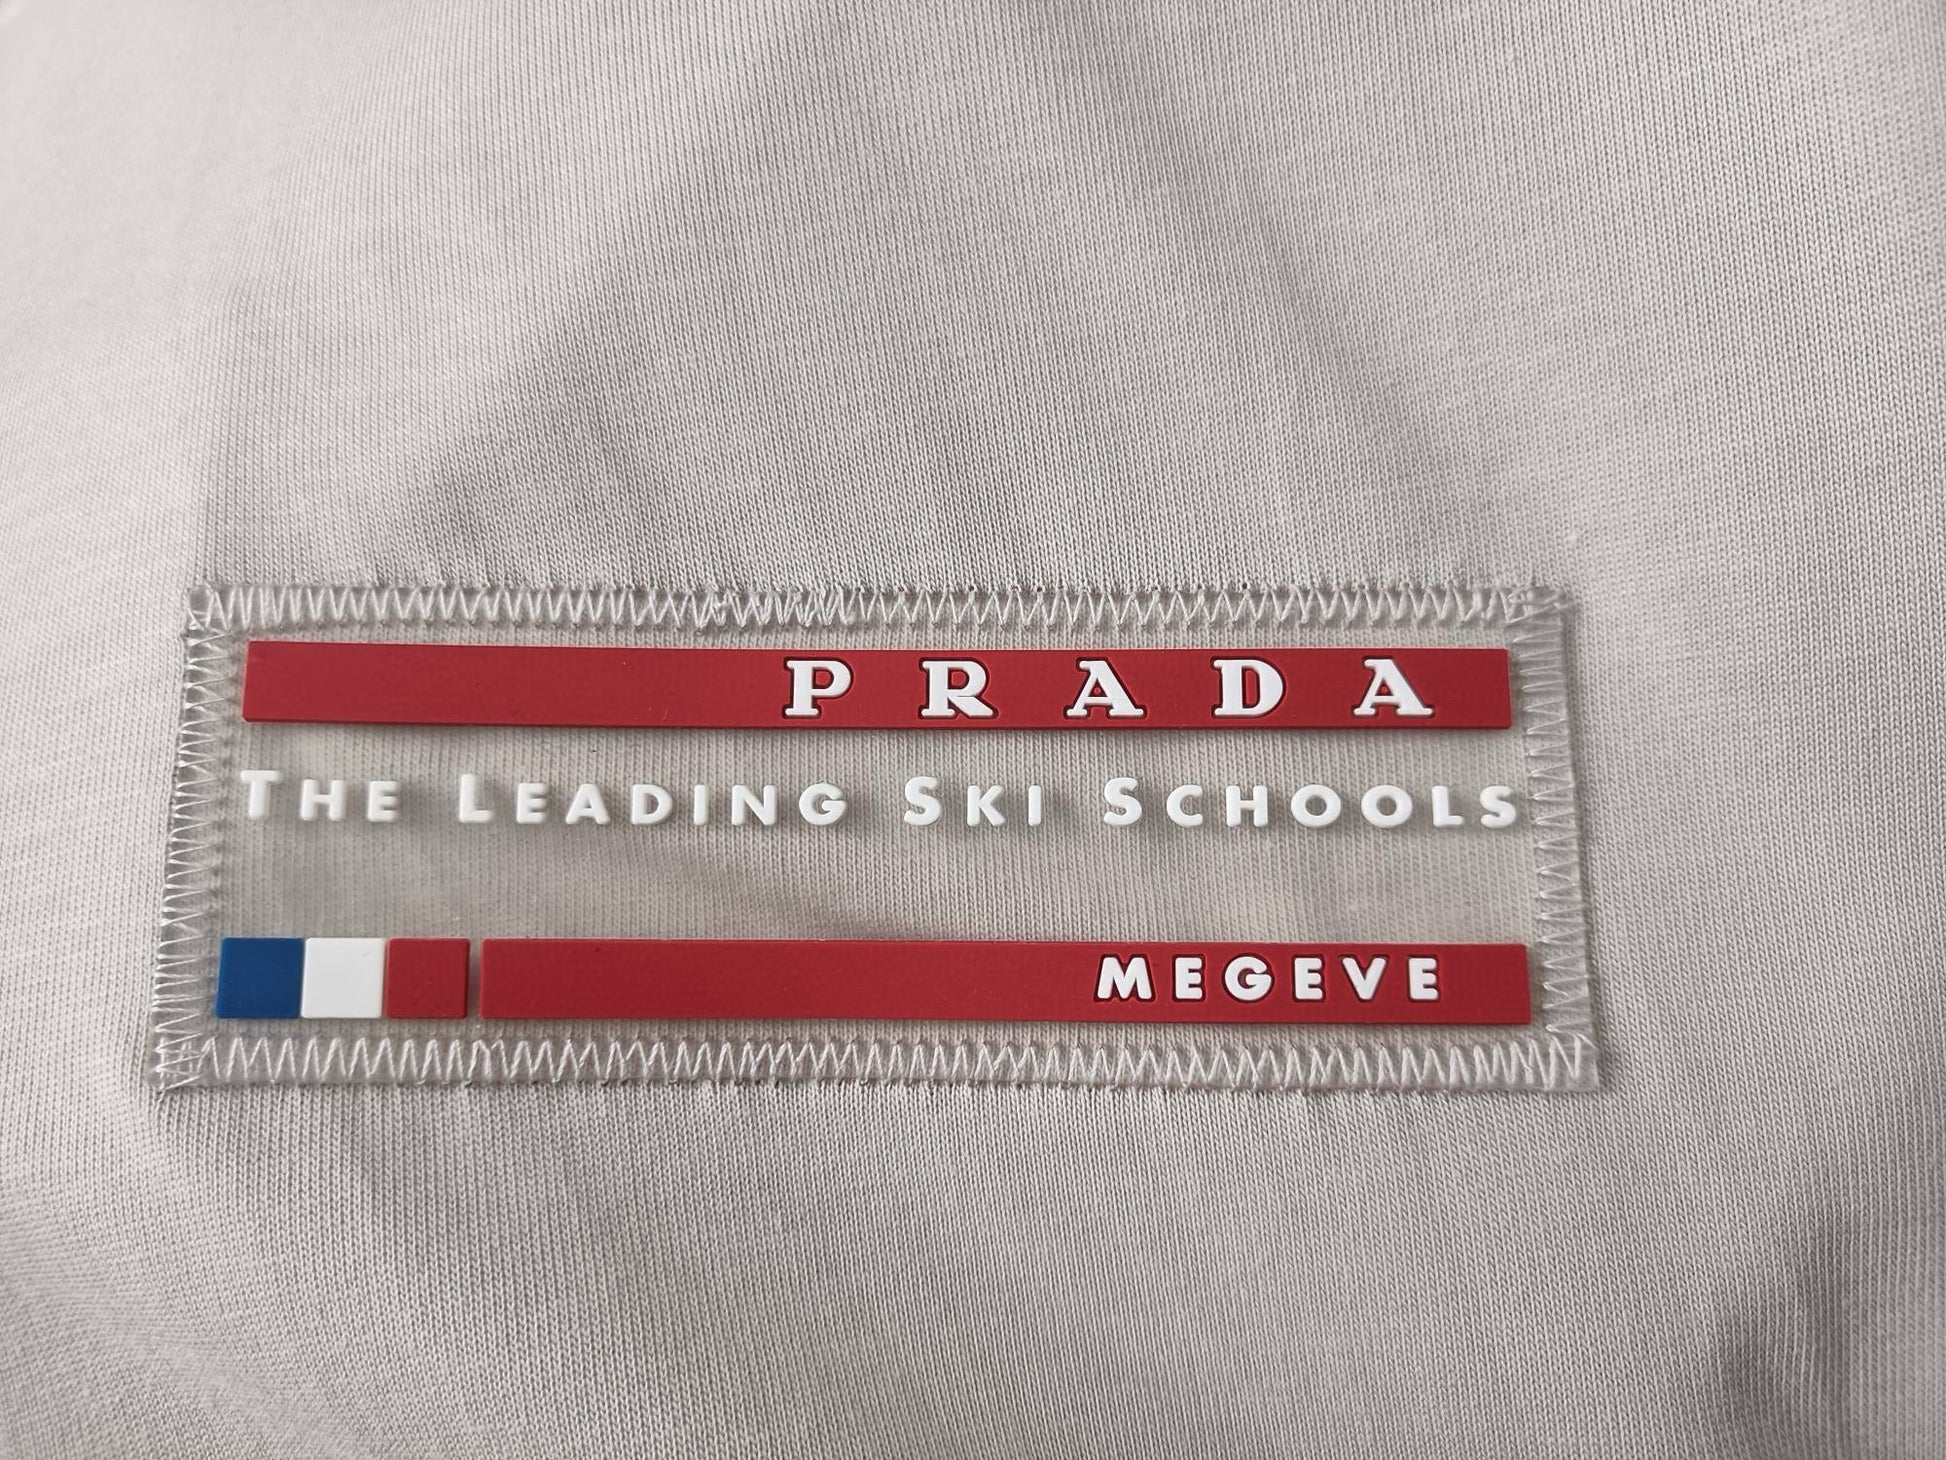 PRADA
THE LEADING SKI SCHOOLS
MEGEVE